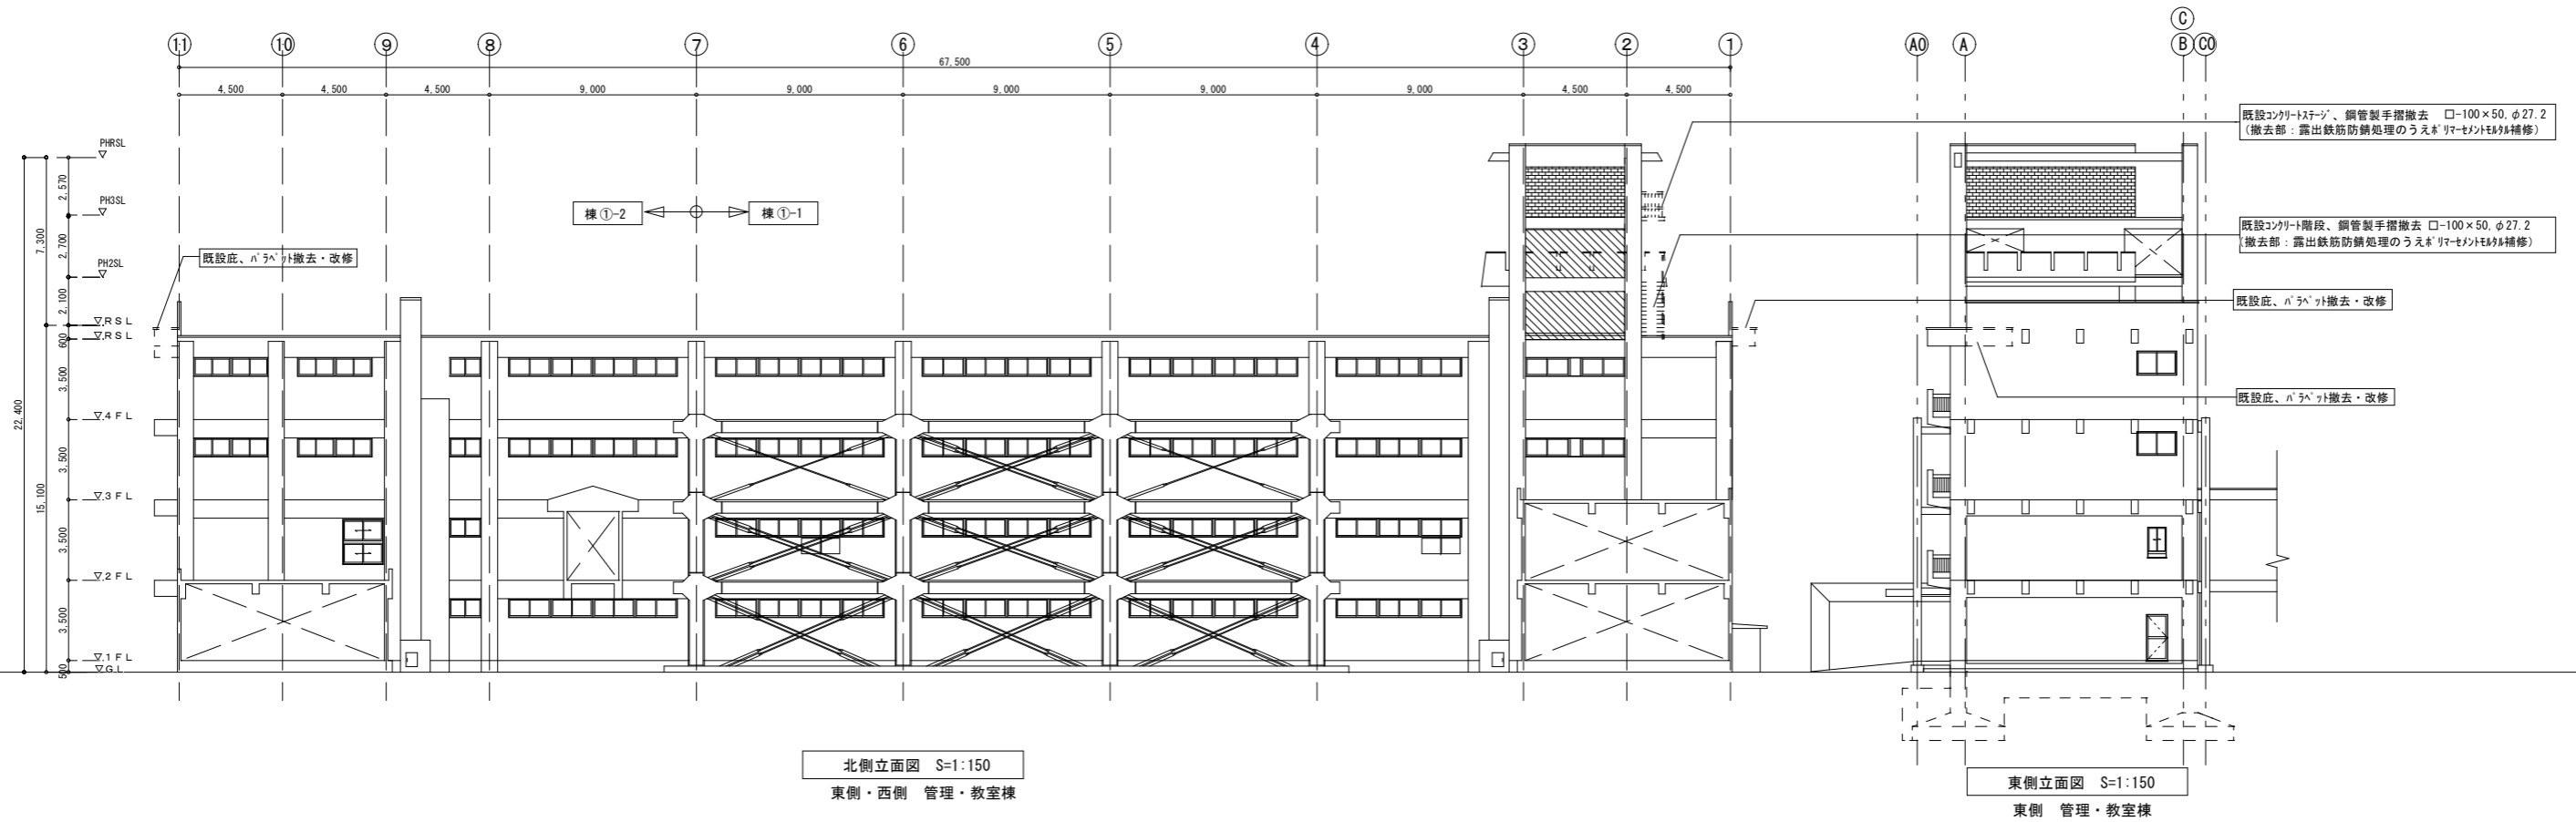 ⑪ ⑩ ⑨ ⑧ ⑦ ⑥ ⑤ ④ ③ ② ①
67,500
4,500 4,500 4,500 9,000 9,000 9,000 9,000 9,000 4,500 4,500
C
A0 A B C0
PHRSL
PH3SL
PH2SL
▽RSL
▽RSL
▽4FL
▽3FL
▽2FL
▽1FL
▽G.L
2,570
2,700
2,100
600
3,500
3,500
3,500
3,500
500
7,300
15,100
22,400
棟①-2
棟①-1
既設庇、パラペット撤去・改修
既設コンクリートステージ、鋼管製手摺撤去 □-100×50, φ27.2
(撤去部：露出鉄筋防錆処理のうえポリマーセメントモルタル補修)
既設コンクリート階段、鋼管製手摺撤去 □-100×50, φ27.2
(撤去部：露出鉄筋防錆処理のうえポリマーセメントモルタル補修)
既設庇、パラペット撤去・改修
既設庇、パラペット撤去・改修
北側立面図 S=1:150
東側・西側 管理・教室棟
東側立面図 S=1:150
東側 管理・教室棟